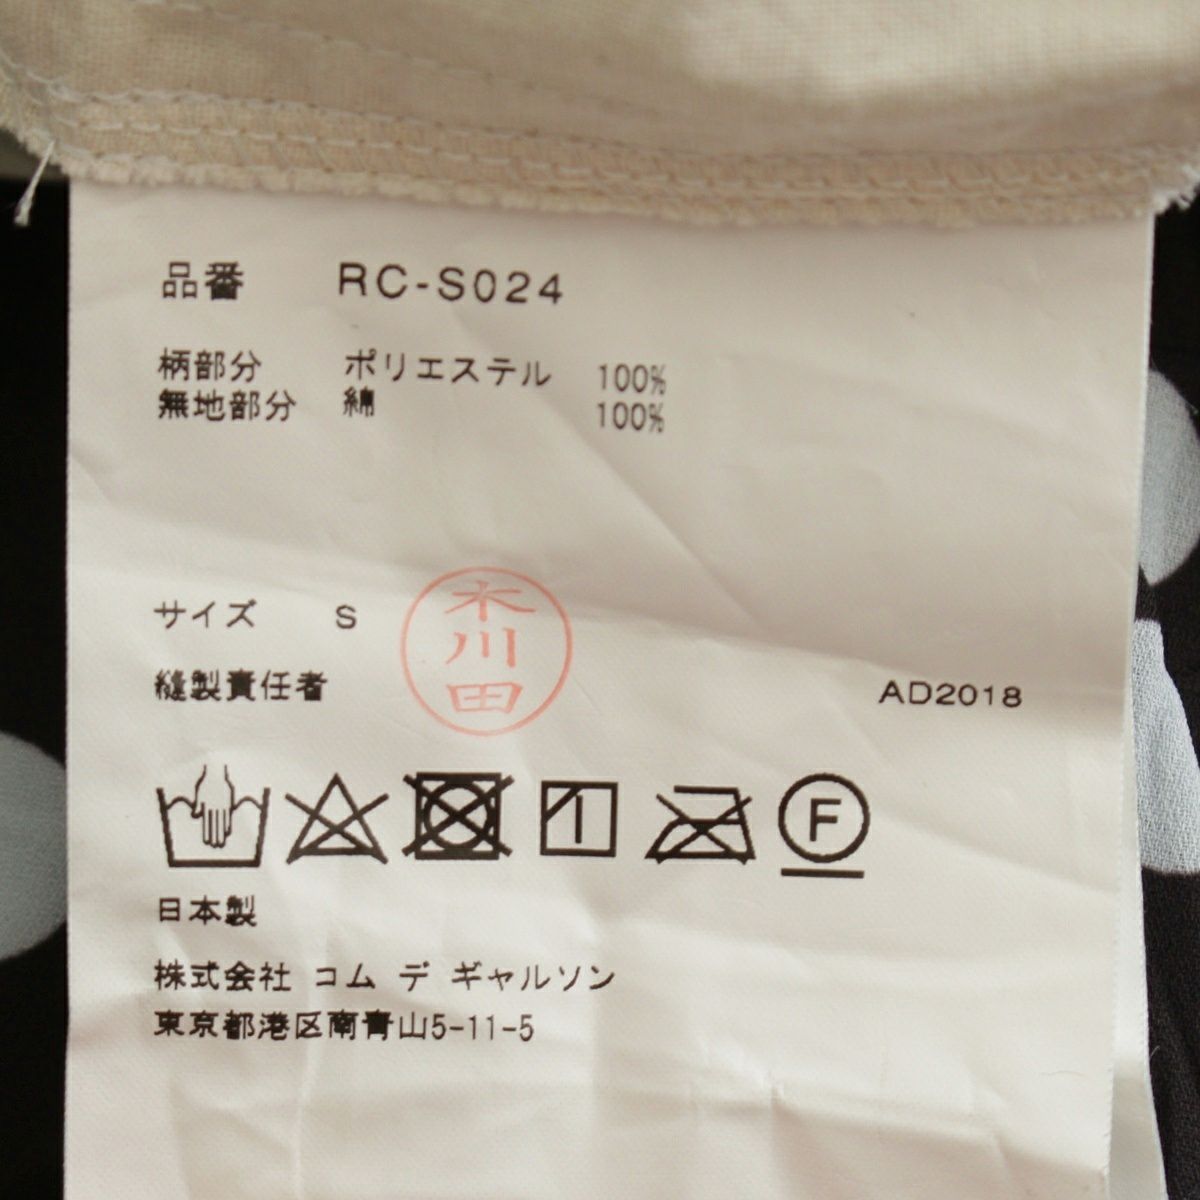 品番 RC-S024
柄部分 ポリエステル 100%
無地部分 綿 100%
サイズ S
木川田
縫製責任者
AD2018
F
日本製
株式会社 コム デ ギャルソン
東京都港区南青山5-11-5